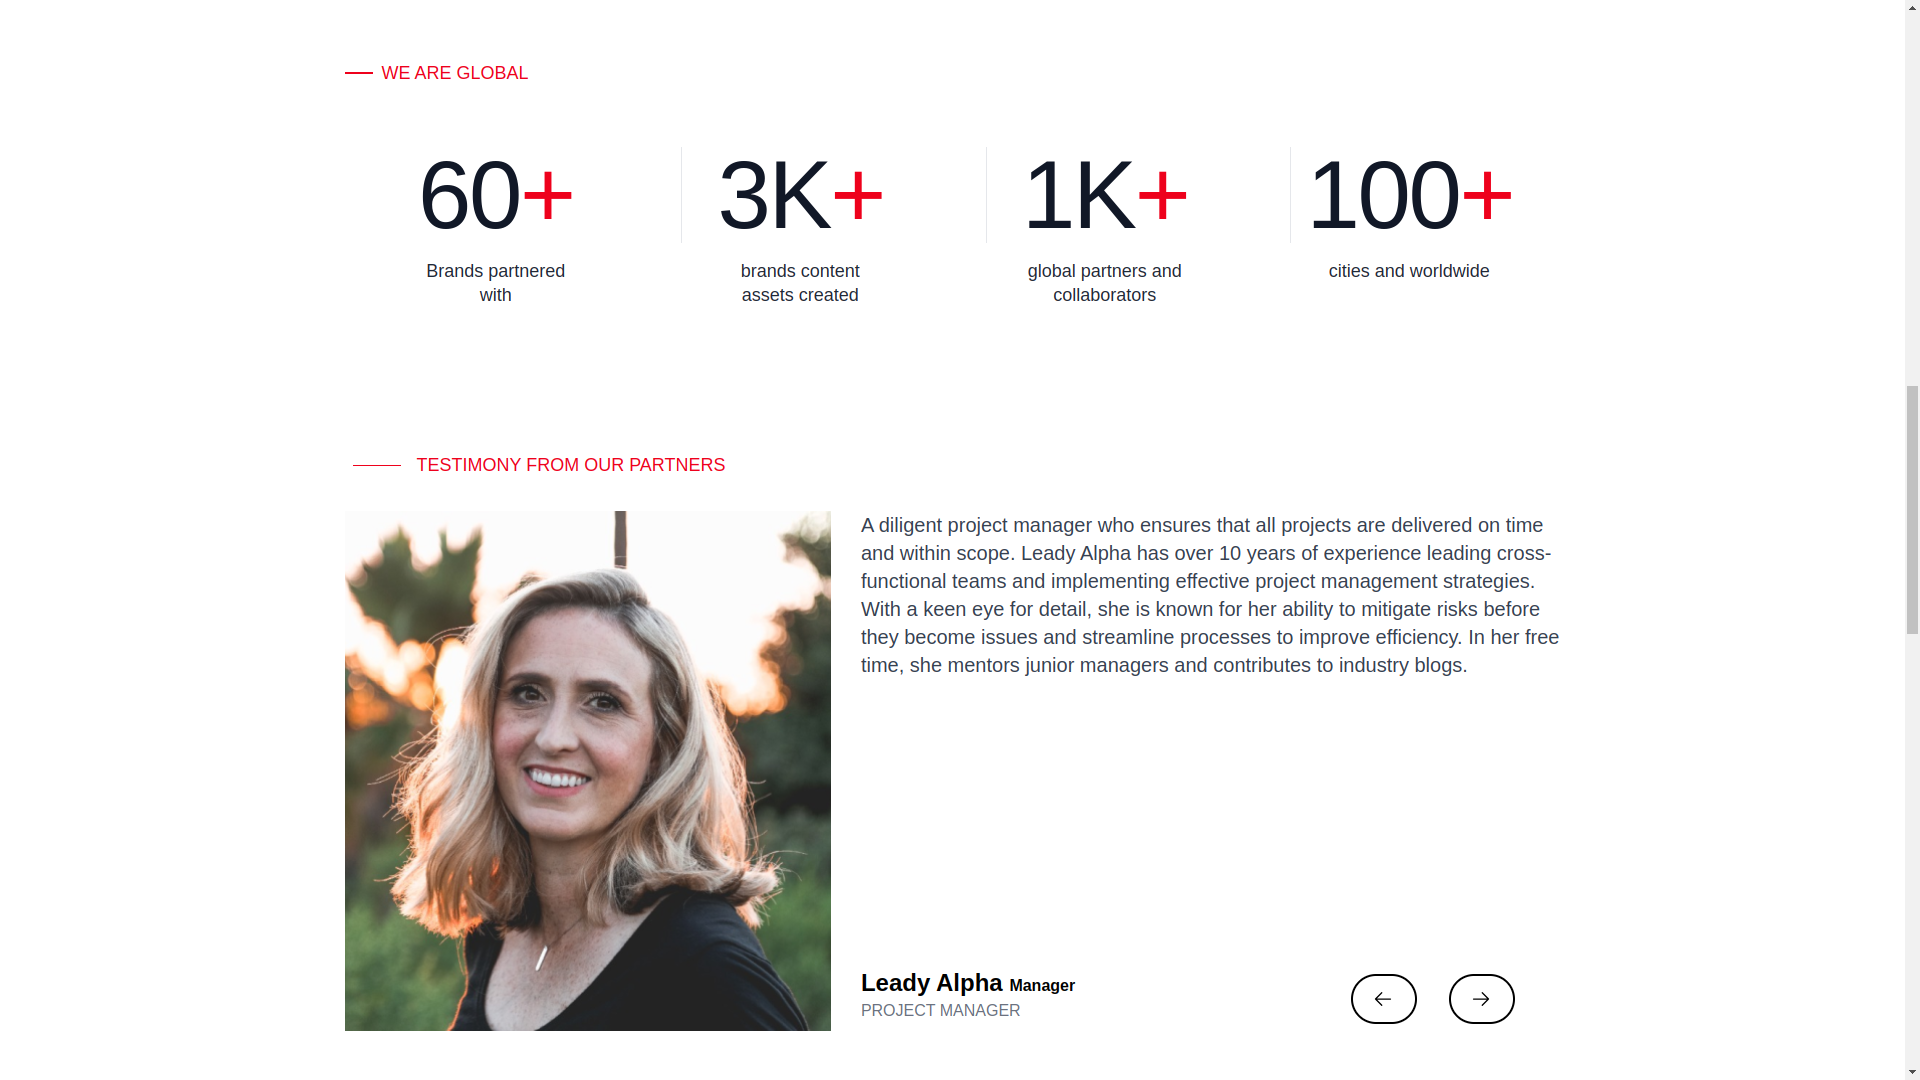 WE ARE GLOBAL
60+
3K+
1K+
100+
Brands partnered
with
brands content
assets created
global partners and
collaborators
cities and worldwide
TESTIMONY FROM OUR PARTNERS
A diligent project manager who ensures that all projects are delivered on time
and within scope. Leady Alpha has over 10 years of experience leading cross-
functional teams and implementing effective project management strategies.
With a keen eye for detail, she is known for her ability to mitigate risks before
they become issues and streamline processes to improve efficiency. In her free
time, she mentors junior managers and contributes to industry blogs.
Leady Alpha Manager
PROJECT MANAGER